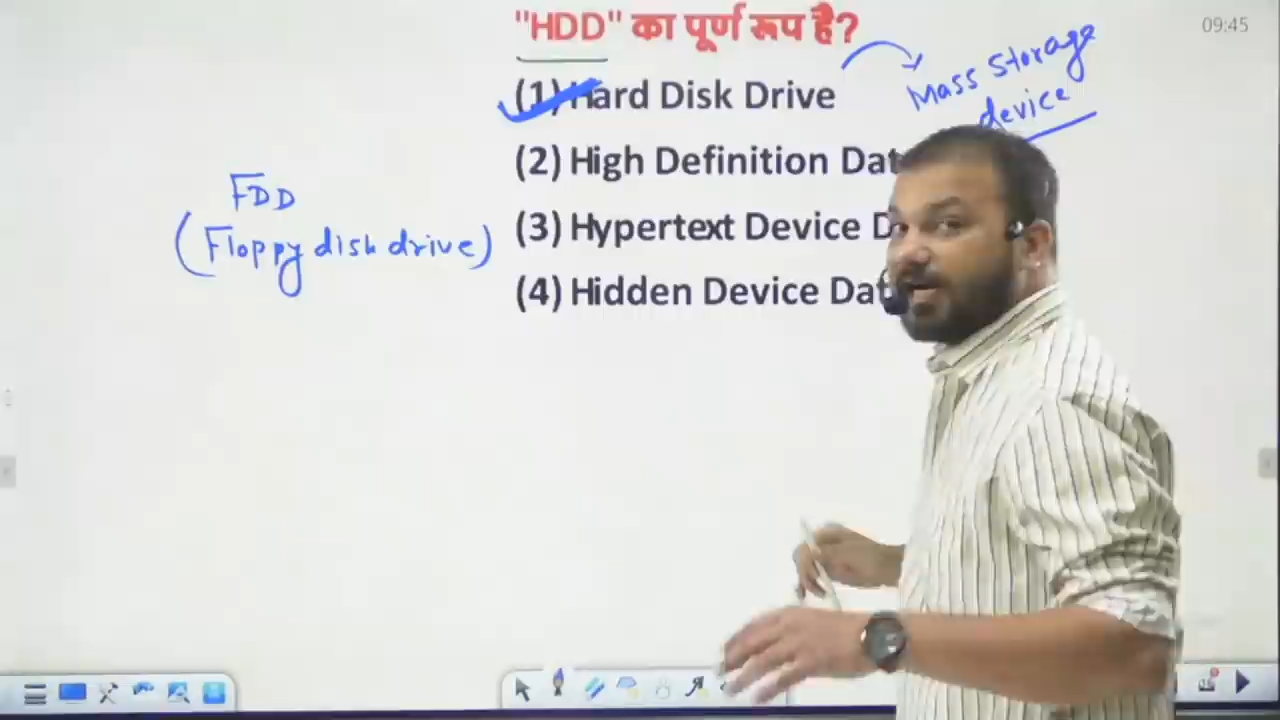 "HDD" का पूर्ण रूप है?
09:45
(1) Hard Disk Drive
Mass Storage
device
(2) High Definition
FDD
(Floppy disk drive)
(3) Hypertext Device
(4) Hidden Device